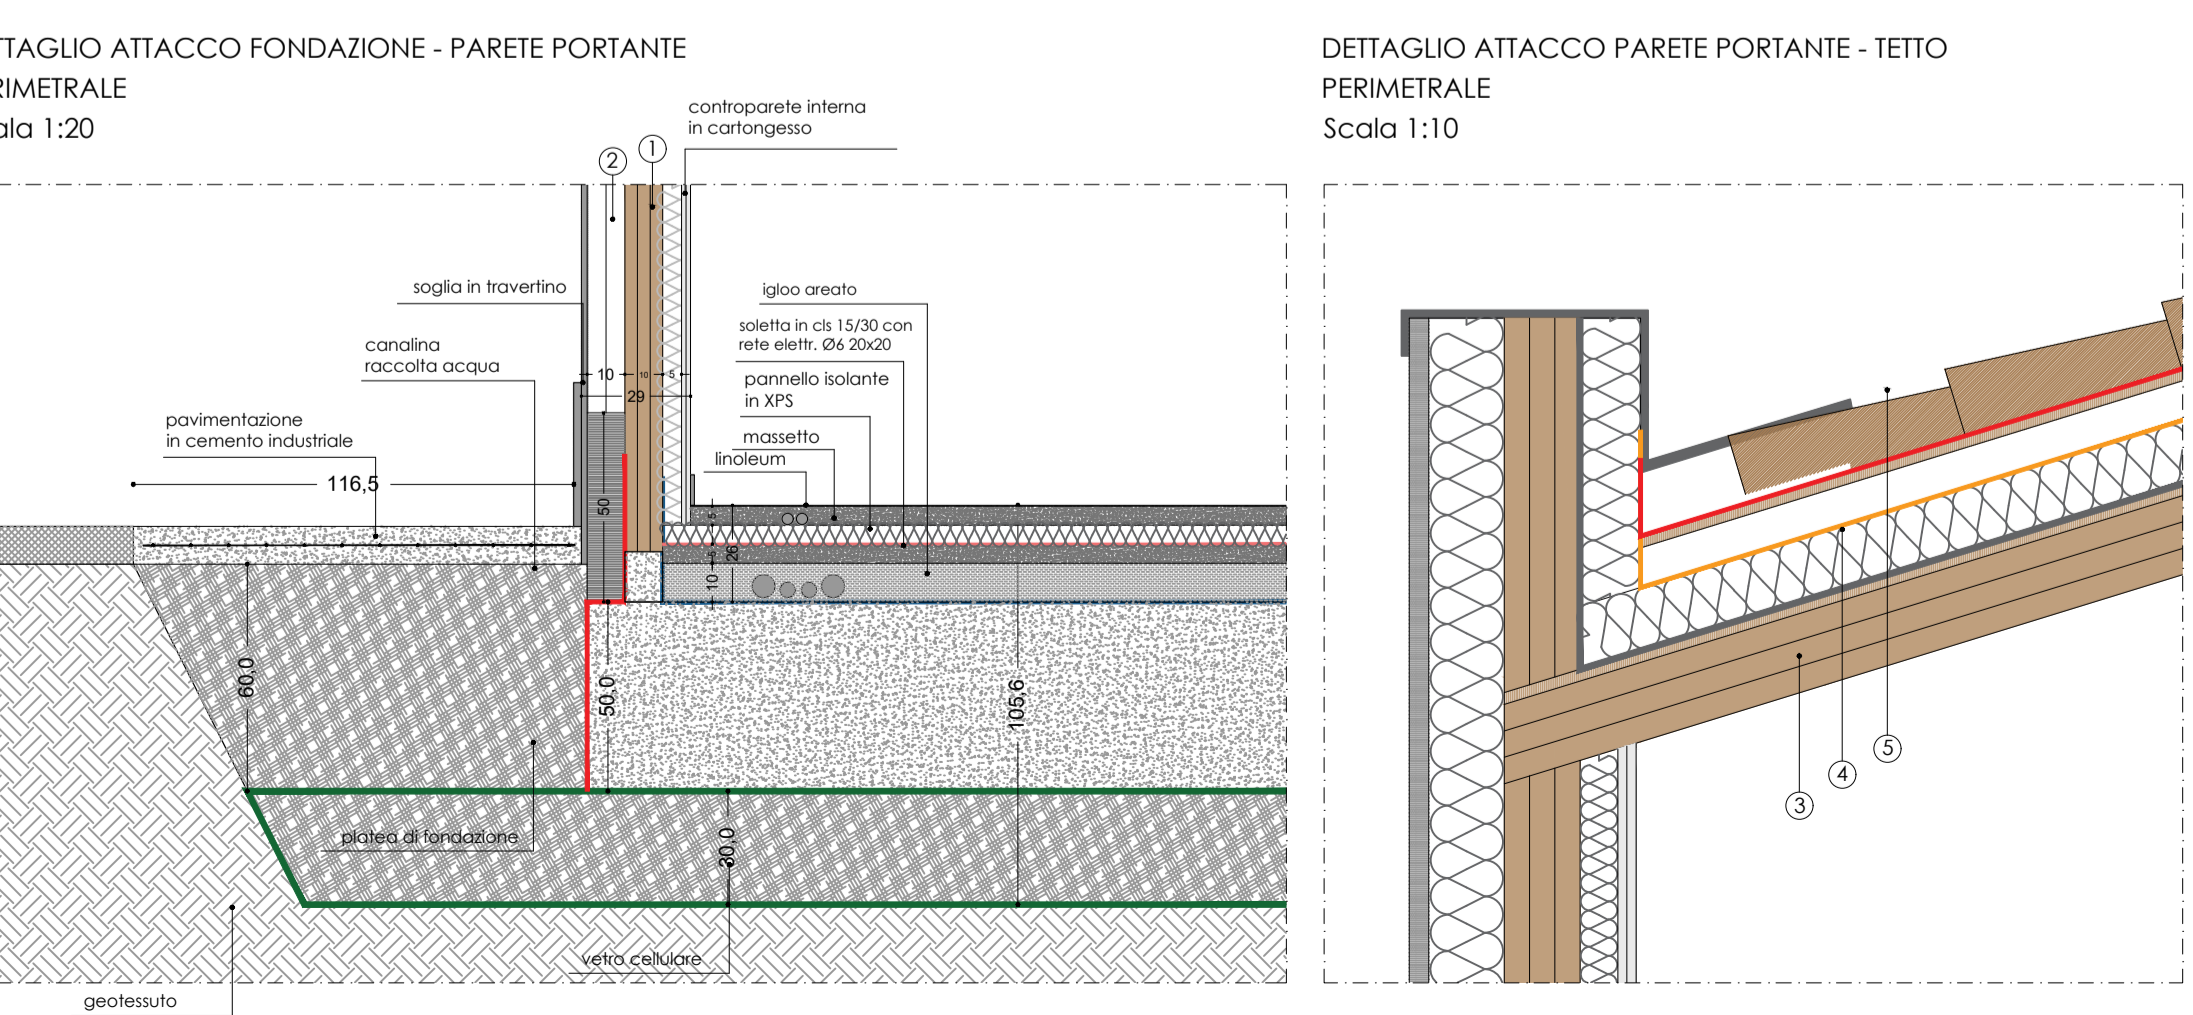 TTAGLIO ATTACCO FONDAZIONE - PARETE PORTANTE
RIMETRALE
ala 1:20
DETTAGLIO ATTACCO PARETE PORTANTE - TETTO
PERIMETRALE
Scala 1:10
controparete interna
in cartongesso
2
1
soglia in travertino
igloo areato
soletta in cls 15/30 con
rete elettr. Ø6 20x20
canalina
raccolta acqua
pannello isolante
in XPS
10
10
5
29
pavimentazione
in cemento industriale
massetto
linoleum
116,5
50
5
26
5
10
60,0
50,0
105,6
30,0
platea di fondazione
vetro cellulare
geotessuto
5
4
3